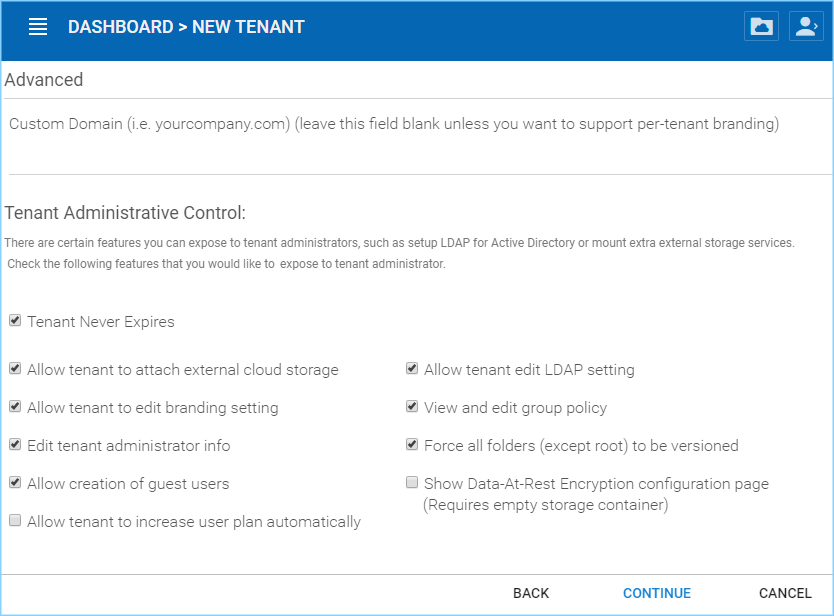 DASHBOARD > NEW TENANT
Advanced
Custom Domain (i.e. yourcompany.com) (leave this field blank unless you want to support per-tenant branding)
Tenant Administrative Control:
There are certain features you can expose to tenant administrators, such as setup LDAP for Active Directory or mount extra external storage services.
Check the following features that you would like to expose to tenant administrator.
Tenant Never Expires
Allow tenant to attach external cloud storage
Allow tenant edit LDAP setting
Allow tenant to edit branding setting
View and edit group policy
Edit tenant administrator info
Force all folders (except root) to be versioned
Allow creation of guest users
Show Data-At-Rest Encryption configuration page
(Requires empty storage container)
Allow tenant to increase user plan automatically
BACK
CONTINUE
CANCEL